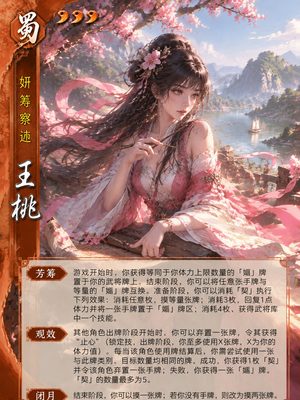 蜀
妍筹察迹
王桃
芳筹
游戏开始时，你获得等同于你体力上限数量的「媚」牌
置于你的武将牌上。结束阶段，你可以将任意张手牌与
等量的「媚」牌互换。准备阶段，你可以消耗「契」执行
下列效果：消耗任意枚，摸等量张牌；消耗3枚，回复1点
体力并将一张手牌置于「媚」牌区；消耗4枚，获得武将库
中一个技能。
观效
其他角色出牌阶段开始时，你可以弃置一张牌，令其获得
“止心”（锁定技，出牌阶段，你至多使用X张牌，X为你的
体力值）。每当该角色使用牌结算后，你需尝试使用一张
与此牌类别、目标数量均相同的牌。成功，你获得1枚「契」
并令该角色弃置一张手牌；失败，你获得一张「媚」牌。
「契」的数量最多为5。
闭月
结束阶段，你可以摸一张牌；若你没有手牌，则改为摸两张牌。